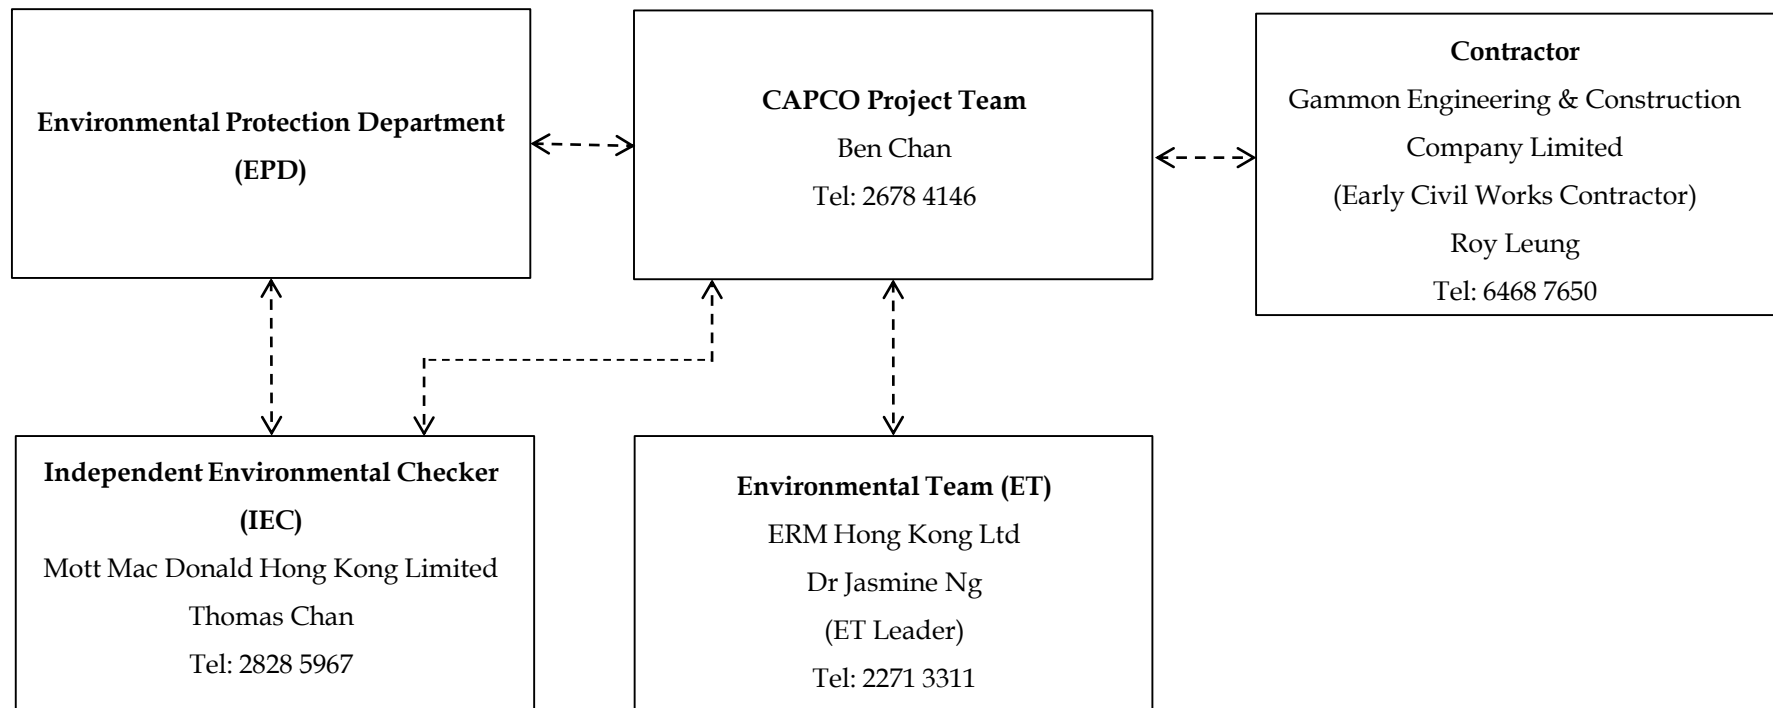 Environmental Protection Department
(EPD)
CAPCO Project Team
Ben Chan
Tel: 2678 4146
Contractor
Gammon Engineering & Construction
Company Limited
(Early Civil Works Contractor)
Roy Leung
Tel: 6468 7650
Independent Environmental Checker
(IEC)
Mott Mac Donald Hong Kong Limited
Thomas Chan
Tel: 2828 5967
Environmental Team (ET)
ERM Hong Kong Ltd
Dr Jasmine Ng
(ET Leader)
Tel: 2271 3311